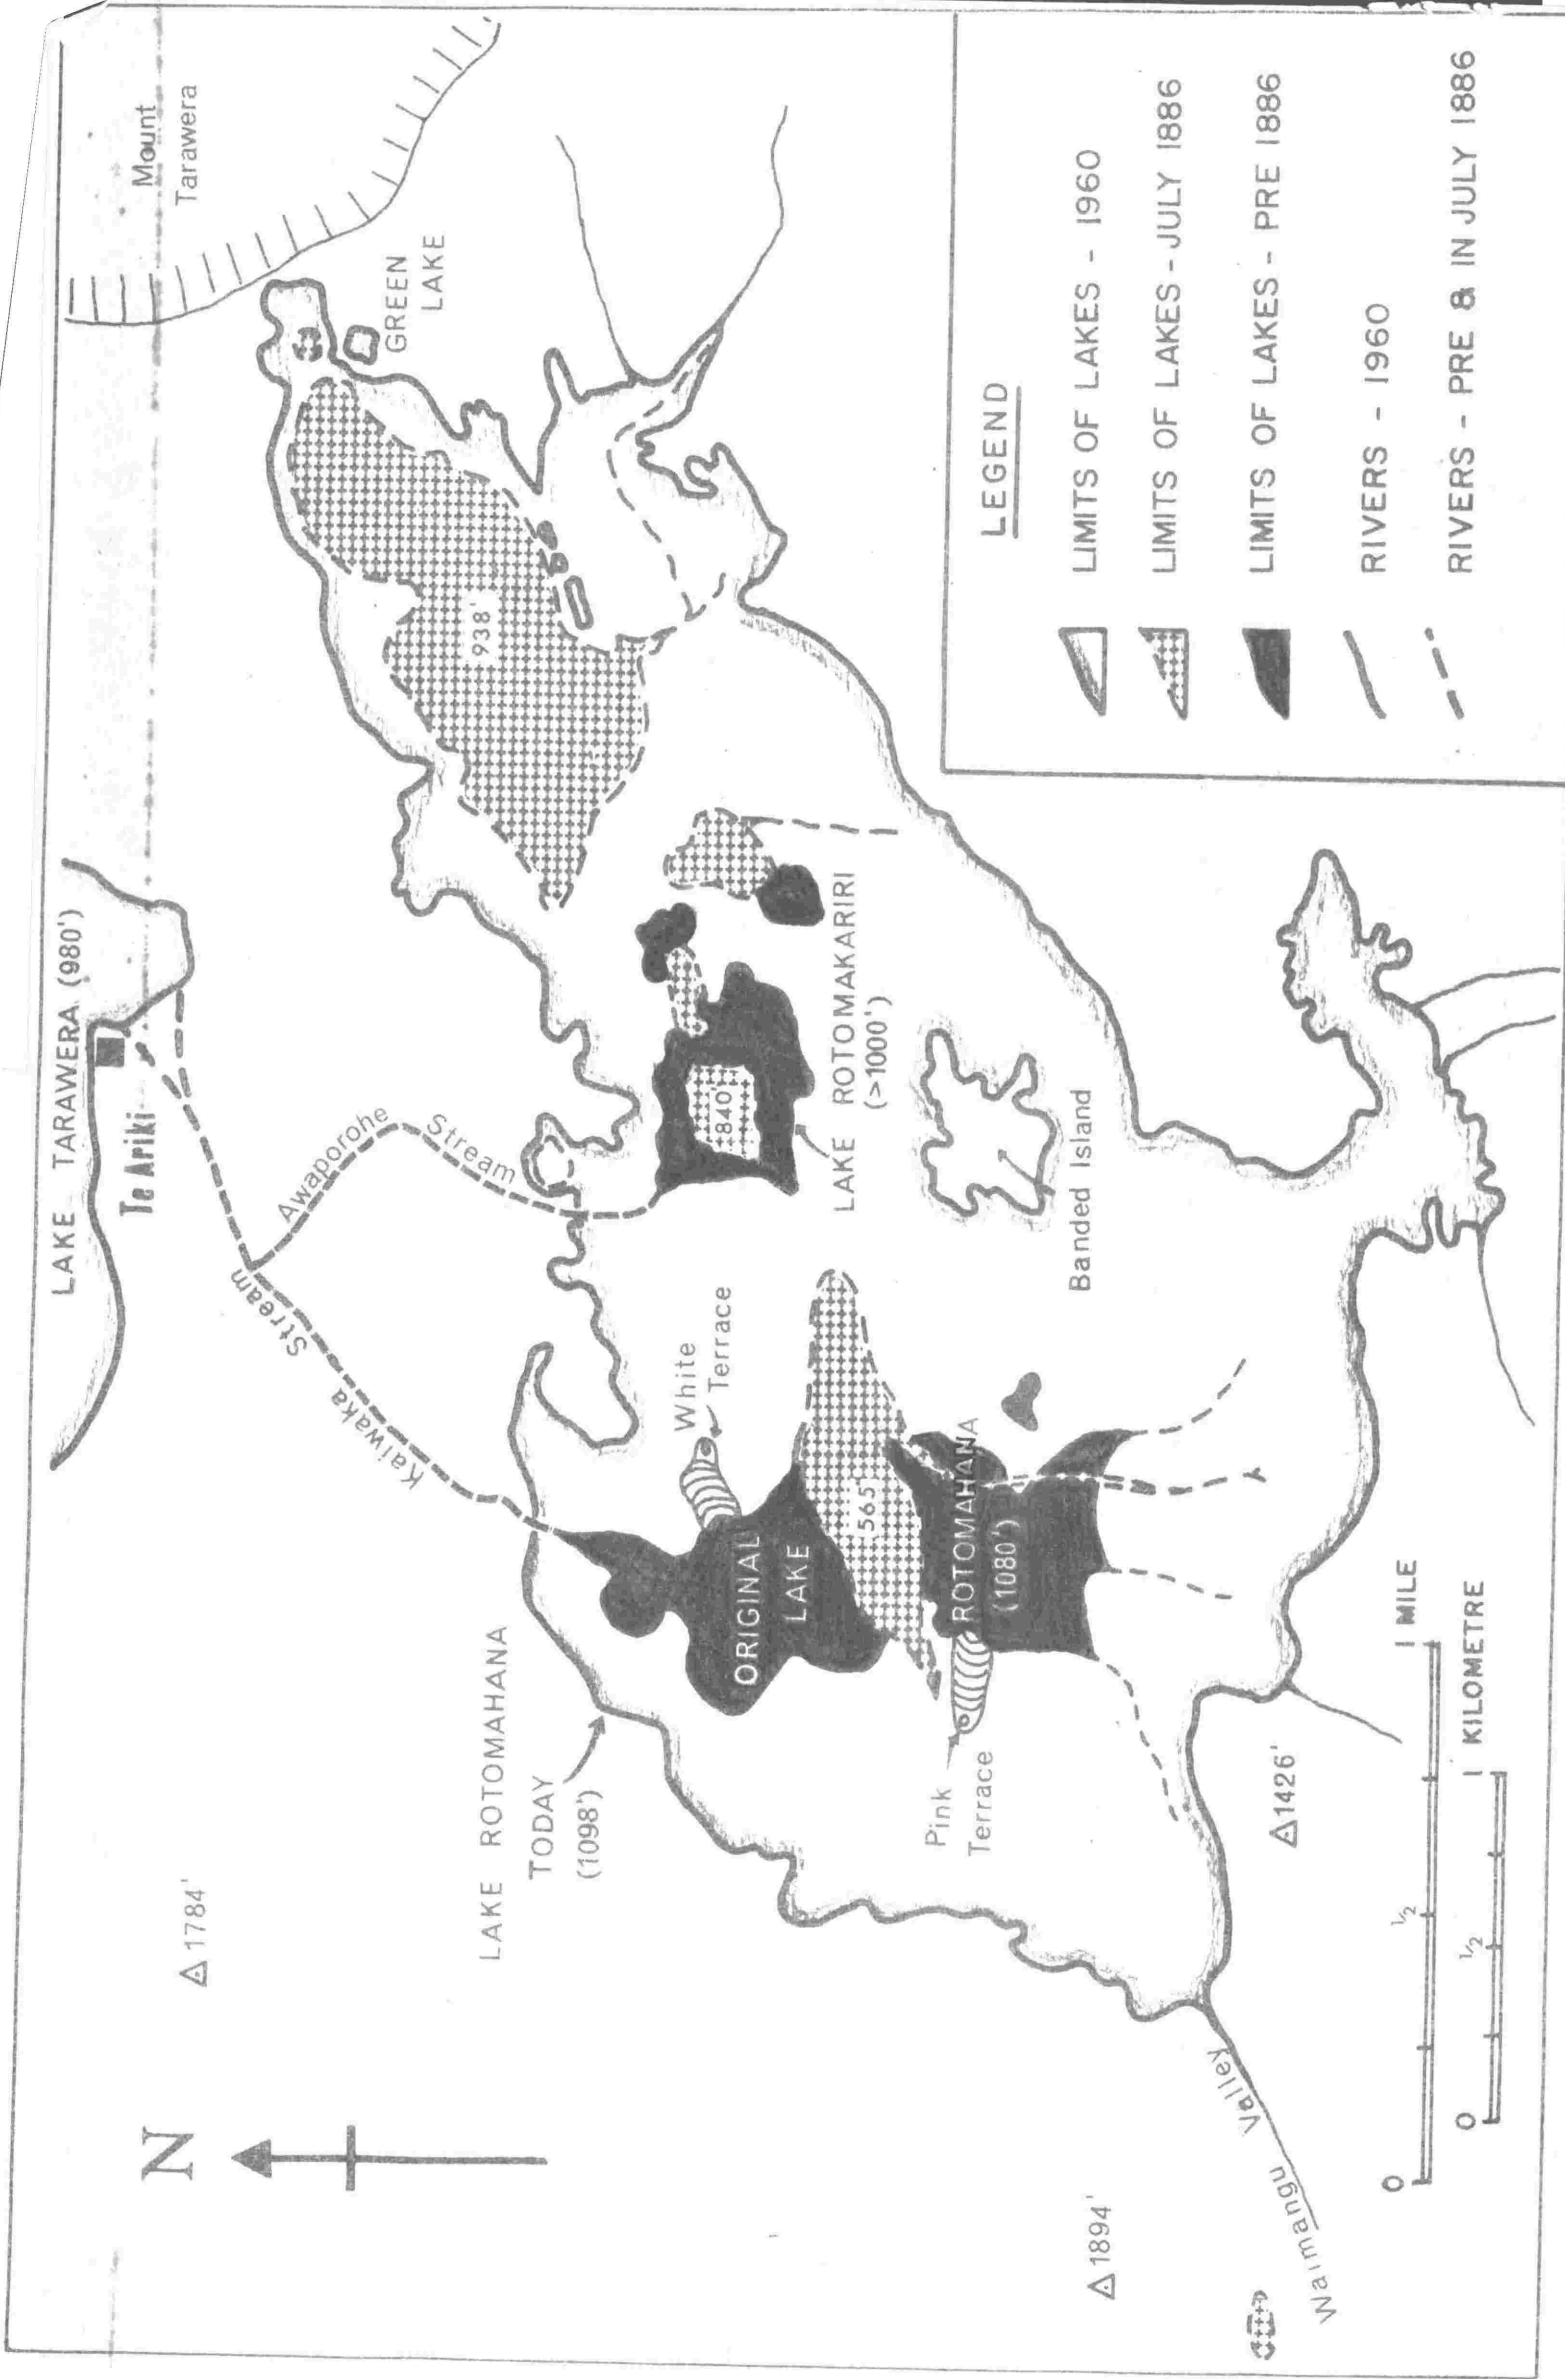 N
LAKE TARAWERA (980')
Te Ariki
Mount
Tarawera
Kaiwaka Stream
Awaporohe Stream
△1784'
GREEN
LAKE
LAKE ROTOMAHANA
TODAY
(1098')
938'
White
Terrace
840'
ORIGINAL
LAKE
ROTOMAHANA
(1080')
565'
LAKE ROTOMAKARIRI
(>1000')
Pink
Terrace
Banded Island
△1894'
△1426'
Waimangu Valley
0 ½ 1 MILE
0 ½ 1 KILOMETRE
LEGEND
LIMITS OF LAKES - 1960
LIMITS OF LAKES - JULY 1886
LIMITS OF LAKES - PRE 1886
RIVERS - 1960
RIVERS - PRE & IN JULY 1886